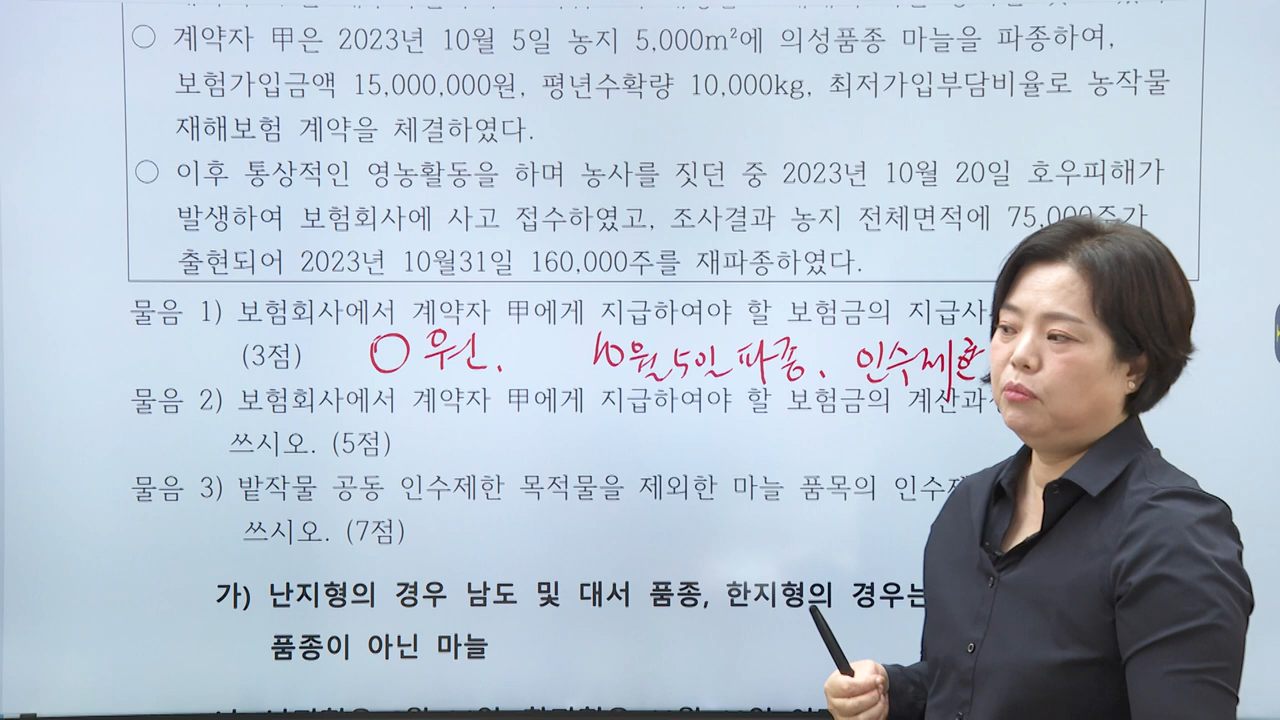 ○ 계약자 甲은 2023년 10월 5일 농지 5,000m²에 의성품종 마늘을 파종하여,
보험가입금액 15,000,000원, 평년수확량 10,000kg, 최저가입부담비율로 농작물
재해보험 계약을 체결하였다.
○ 이후 통상적인 영농활동을 하며 농사를 짓던 중 2023년 10월 20일 호우피해가
발생하여 보험회사에 사고 접수하였고, 조사결과 농지 전체면적에 75,000주가
출현되어 2023년 10월31일 160,000주를 재파종하였다.
물음 1) 보험회사에서 계약자 甲에게 지급하여야 할 보험금의
(3점) 0원. 10월5일 파종. 인수제한
물음 2) 보험회사에서 계약자 甲에게 지급하여야 할 보험금의
쓰시오. (5점)
물음 3) 밭작물 공동 인수제한 목적물을 제외한 마늘 품목의
쓰시오. (7점)
가) 난지형의 경우 남도 및 대서 품종, 한지형의 경우는
품종이 아닌 마늘